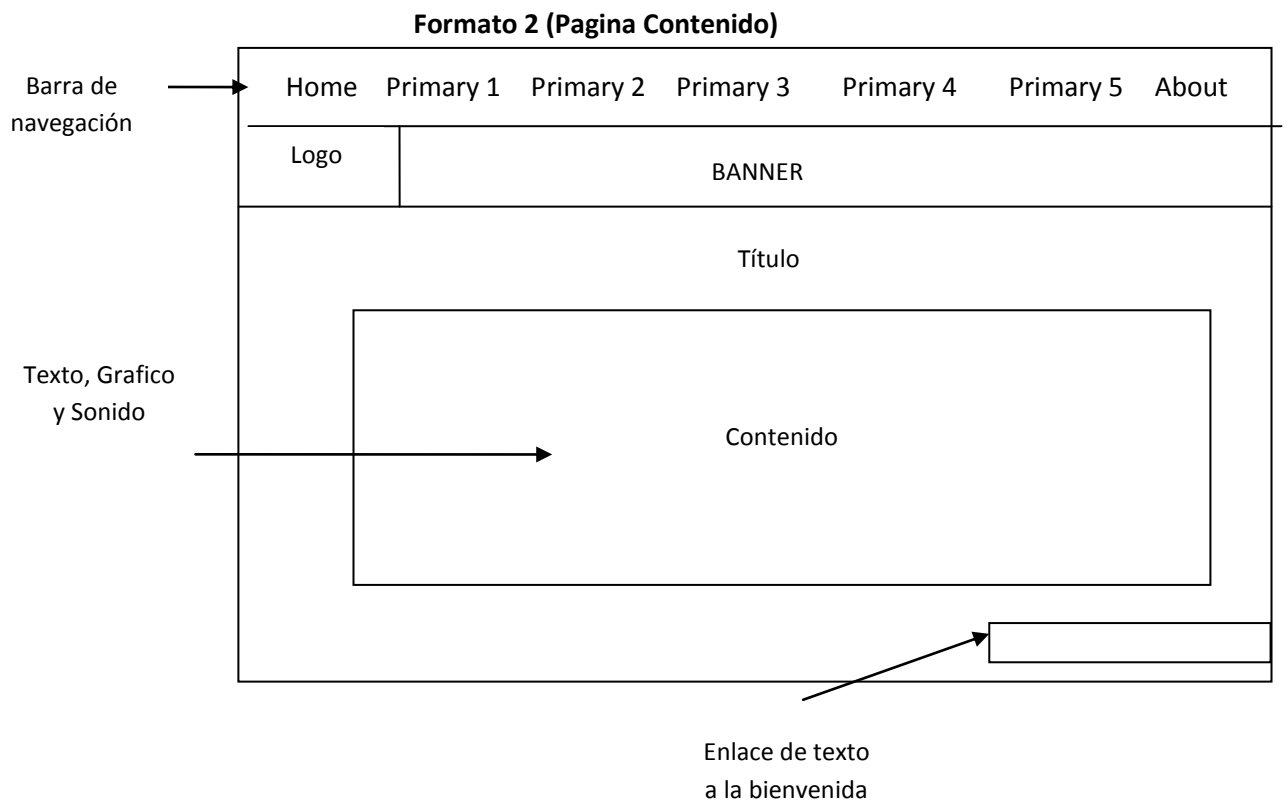 Formato 2 (Pagina Contenido)
Barra de
navegación
Home Primary 1 Primary 2 Primary 3 Primary 4 Primary 5 About
Logo
BANNER
Título
Texto, Grafico
y Sonido
Contenido
Enlace de texto
a la bienvenida